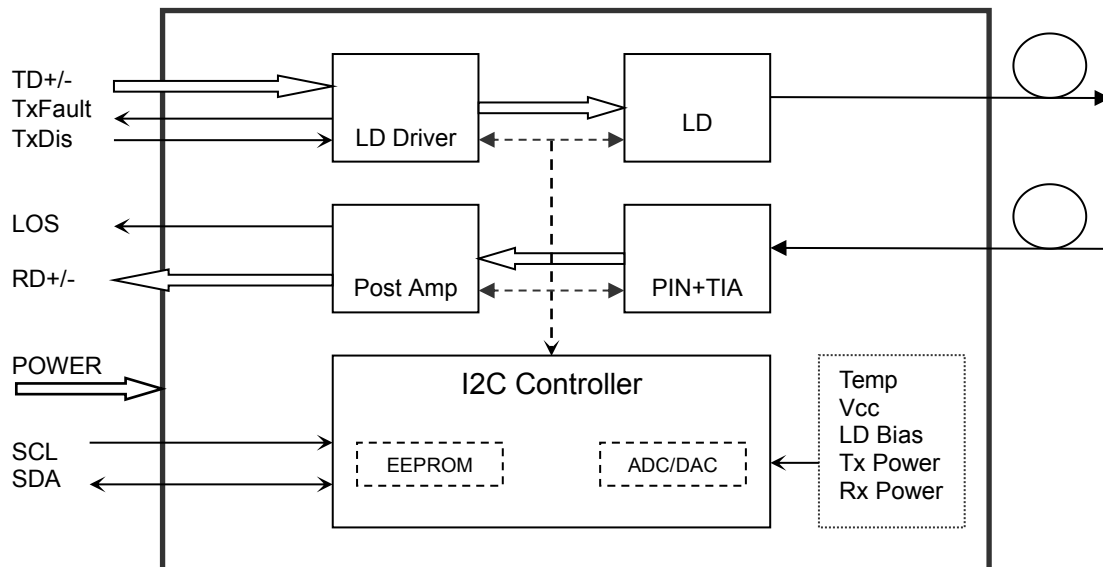 TD+/-
TxFault
TxDis
LD Driver
LD
LOS
RD+/-
Post Amp
PIN+TIA
POWER
I2C Controller
SCL
SDA
EEPROM
ADC/DAC
Temp
Vcc
LD Bias
Tx Power
Rx Power